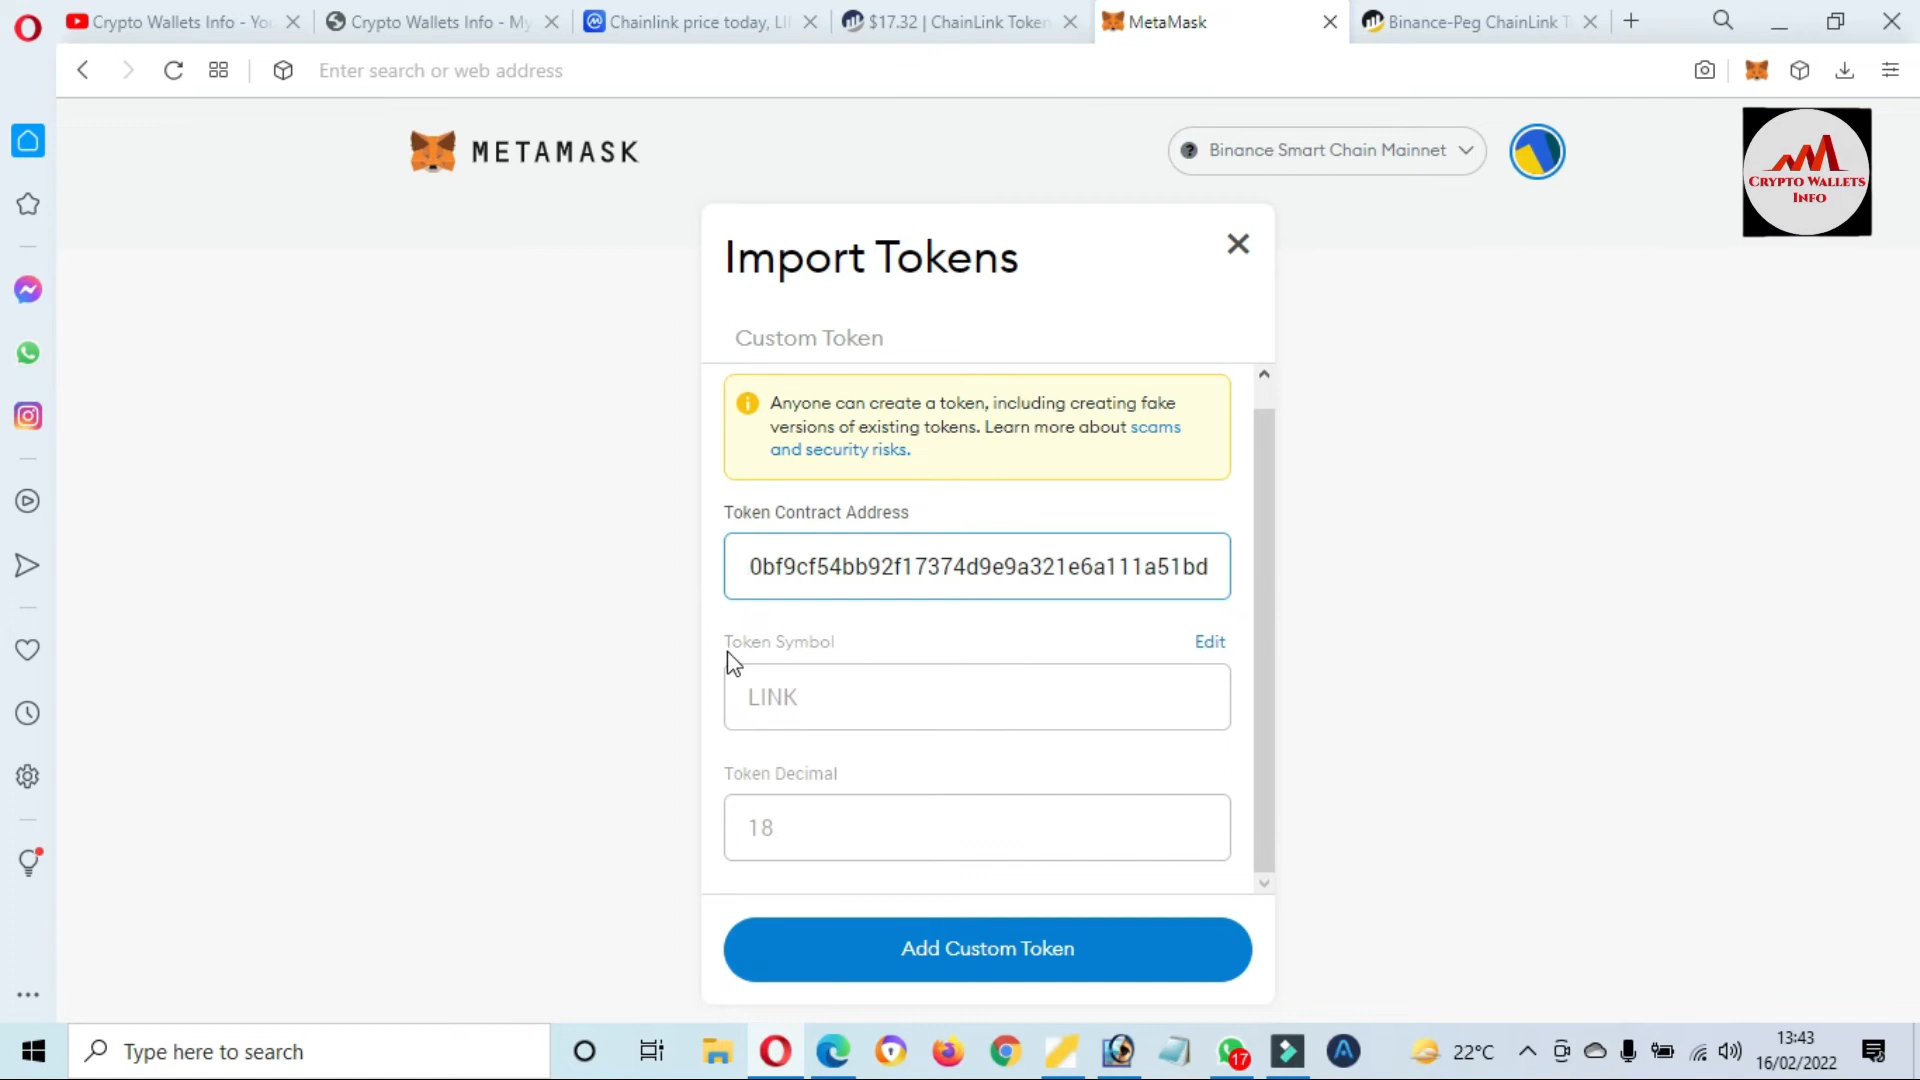 Crypto Wallets Info - You
Crypto Wallets Info - My
Chainlink price today, LI
$17.32 | ChainLink Token
MetaMask
Binance-Peg ChainLink T
Enter search or web address
METAMASK
Binance Smart Chain Mainnet
CRYPTO WALLETS
INFO
Import Tokens
Custom Token
Anyone can create a token, including creating fake
versions of existing tokens. Learn more about scams
and security risks.
Token Contract Address
0bf9cf54bb92f17374d9e9a321e6a111a51bd
Token Symbol
Edit
LINK
Token Decimal
18
Add Custom Token
Type here to search
17
22°C
13:43
16/02/2022